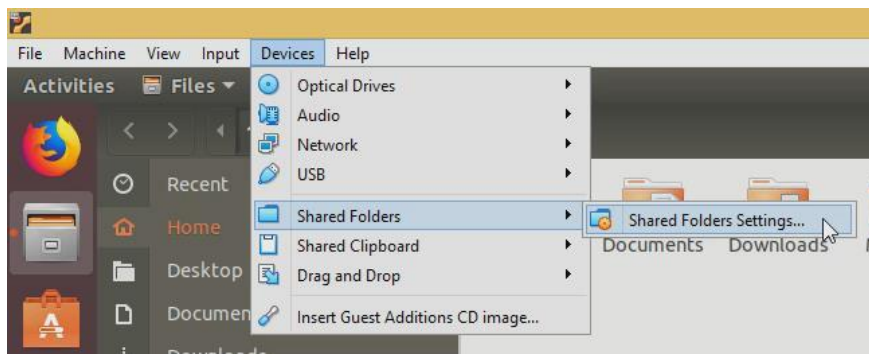 File Machine View Input Devices Help
Activities Files
Optical Drives
Audio
Network
USB
Shared Folders
Shared Clipboard
Drag and Drop
Insert Guest Additions CD image...
Shared Folders Settings...
Recent
Home
Desktop
Documen
Documents Downloads